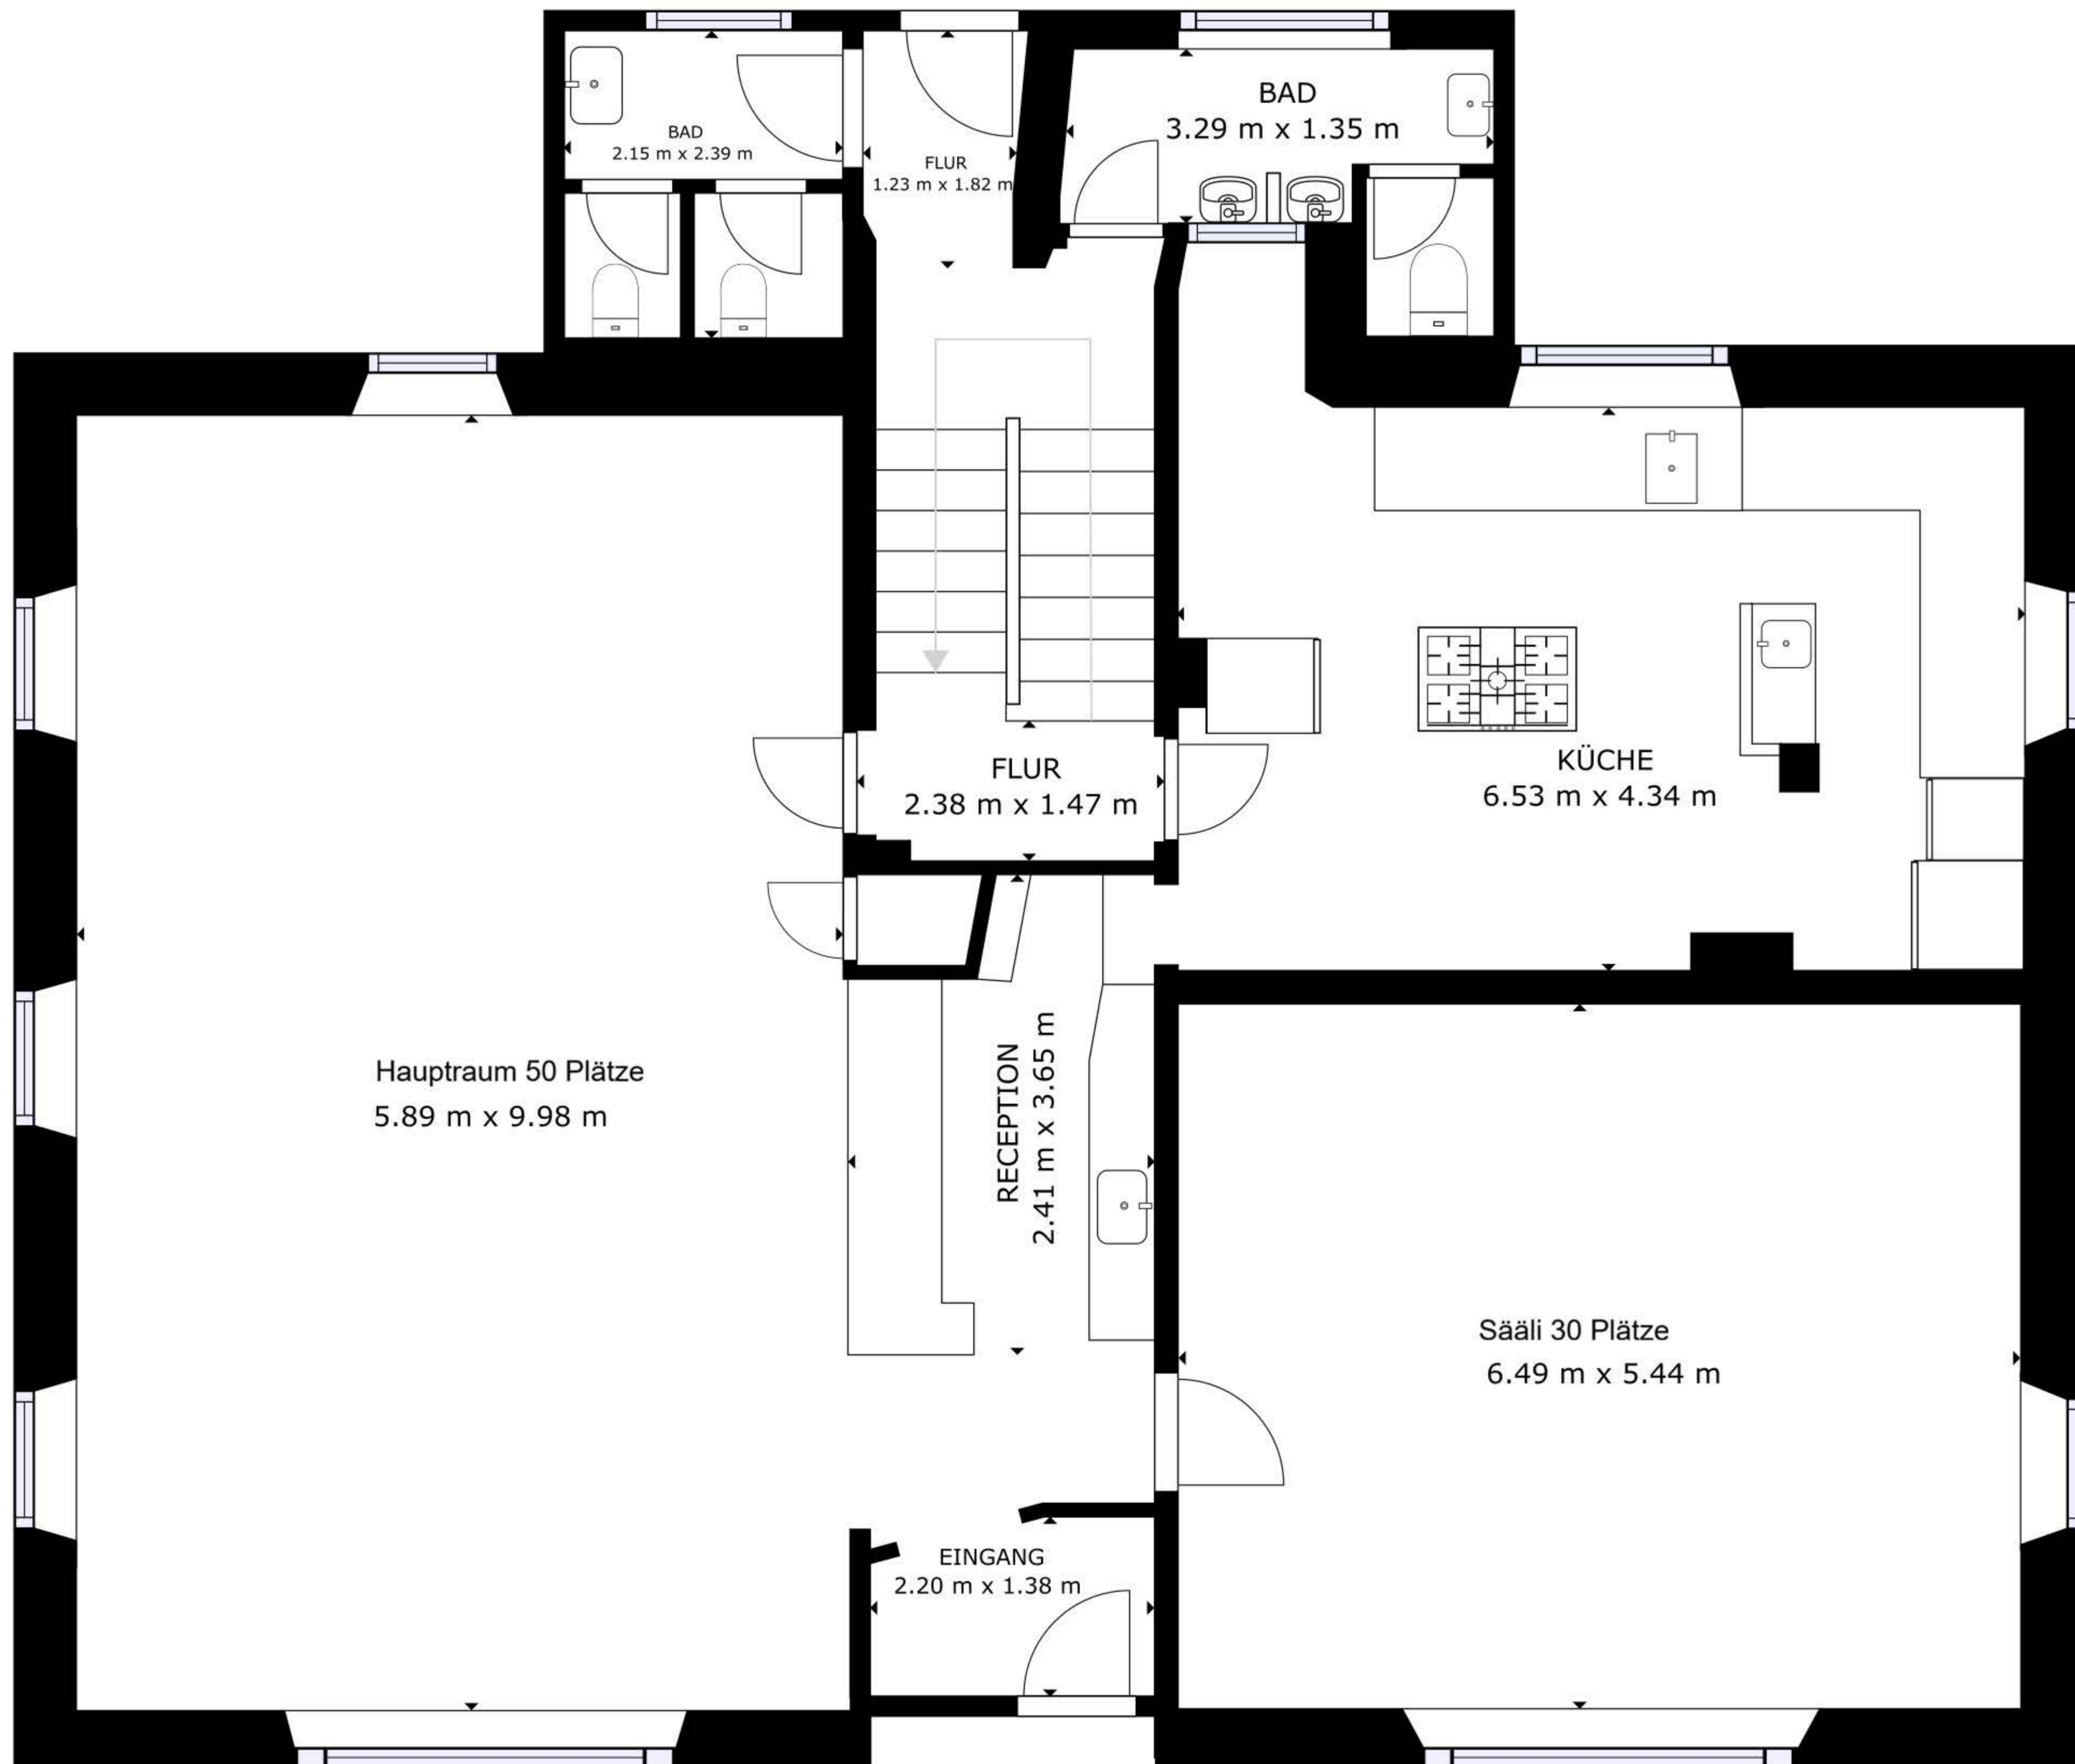 BAD
3.29 m x 1.35 m
BAD
2.15 m x 2.39 m
FLUR
1.23 m x 1.82 m
FLUR
2.38 m x 1.47 m
KÜCHE
6.53 m x 4.34 m
Hauptraum 50 Plätze
5.89 m x 9.98 m
RECEPTION
2.41 m x 3.65 m
Sääli 30 Plätze
6.49 m x 5.44 m
EINGANG
2.20 m x 1.38 m